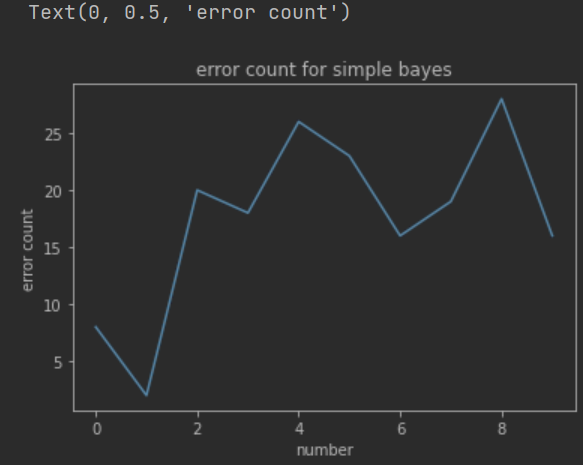 Text(0, 0.5, 'error count')
error count for simple bayes
25
20
15
10
5
error count
0 2 4 6 8
number